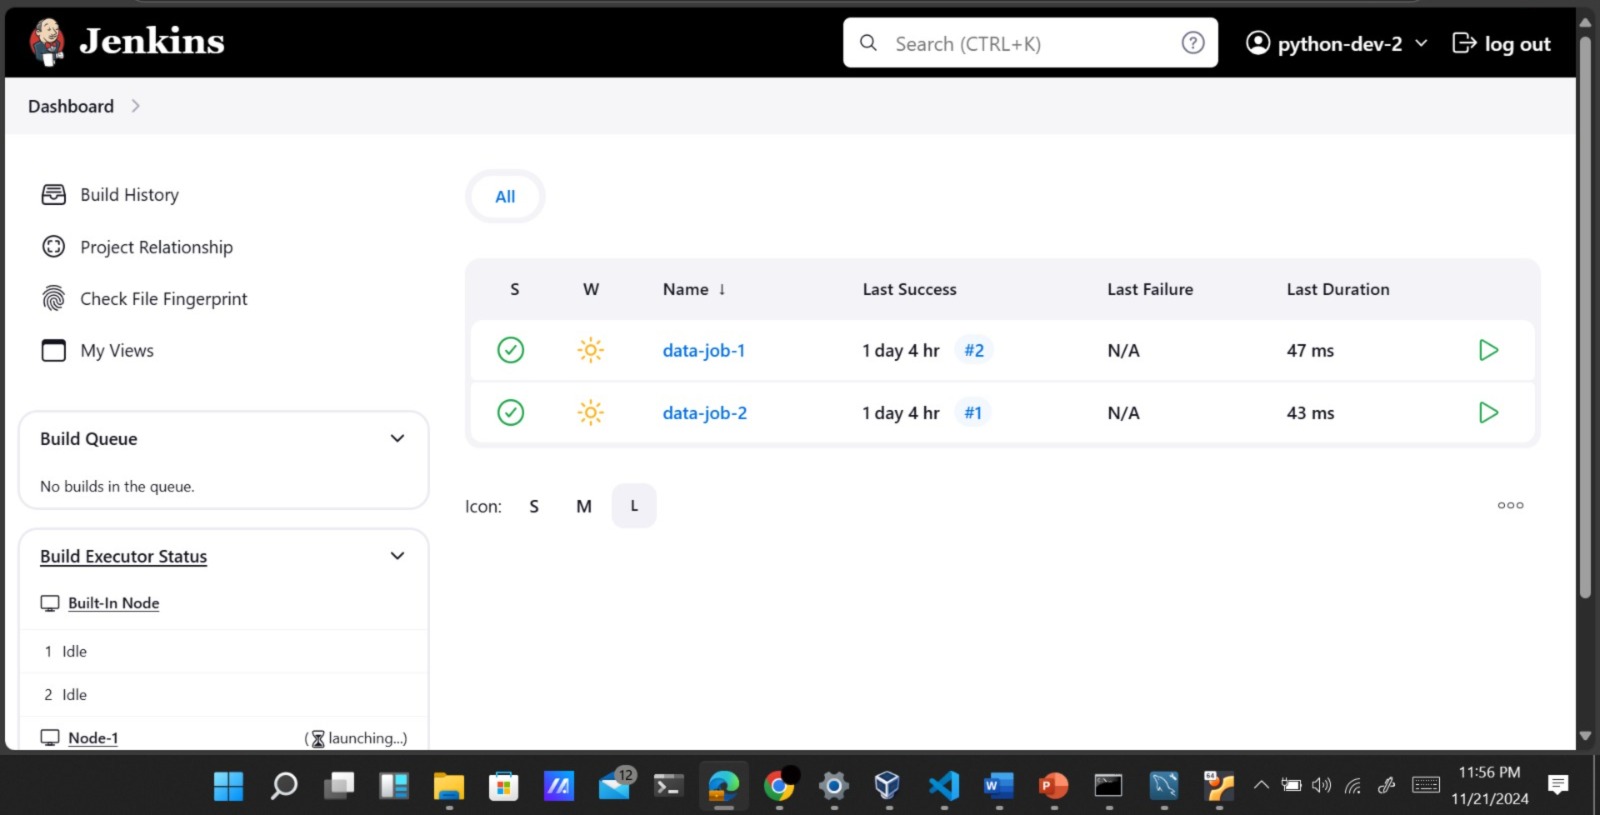 Jenkins
Search (CTRL+K)
python-dev-2
log out
Dashboard
Build History
Project Relationship
Check File Fingerprint
My Views
Build Queue
No builds in the queue.
Build Executor Status
Built-In Node
1 Idle
2 Idle
Node-1 (launching...)
All
S W Name ↓ Last Success Last Failure Last Duration
data-job-1 1 day 4 hr #2 N/A 47 ms
data-job-2 1 day 4 hr #1 N/A 43 ms
Icon: S M L
12
64
11:56 PM
11/21/2024